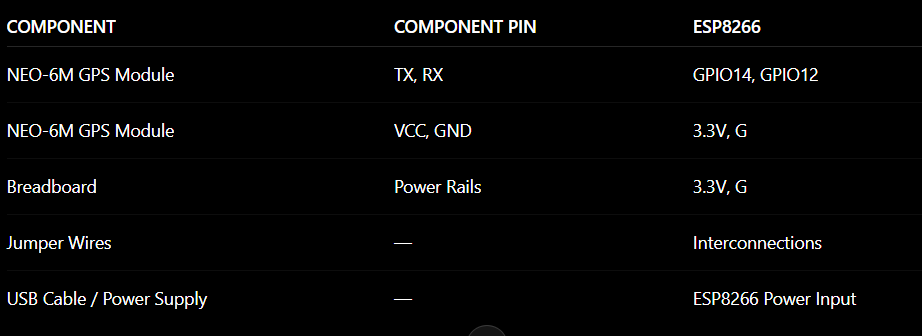 COMPONENT COMPONENT PIN ESP8266
NEO-6M GPS Module TX, RX GPIO14, GPIO12
NEO-6M GPS Module VCC, GND 3.3V, G
Breadboard Power Rails 3.3V, G
Jumper Wires — Interconnections
USB Cable / Power Supply — ESP8266 Power Input